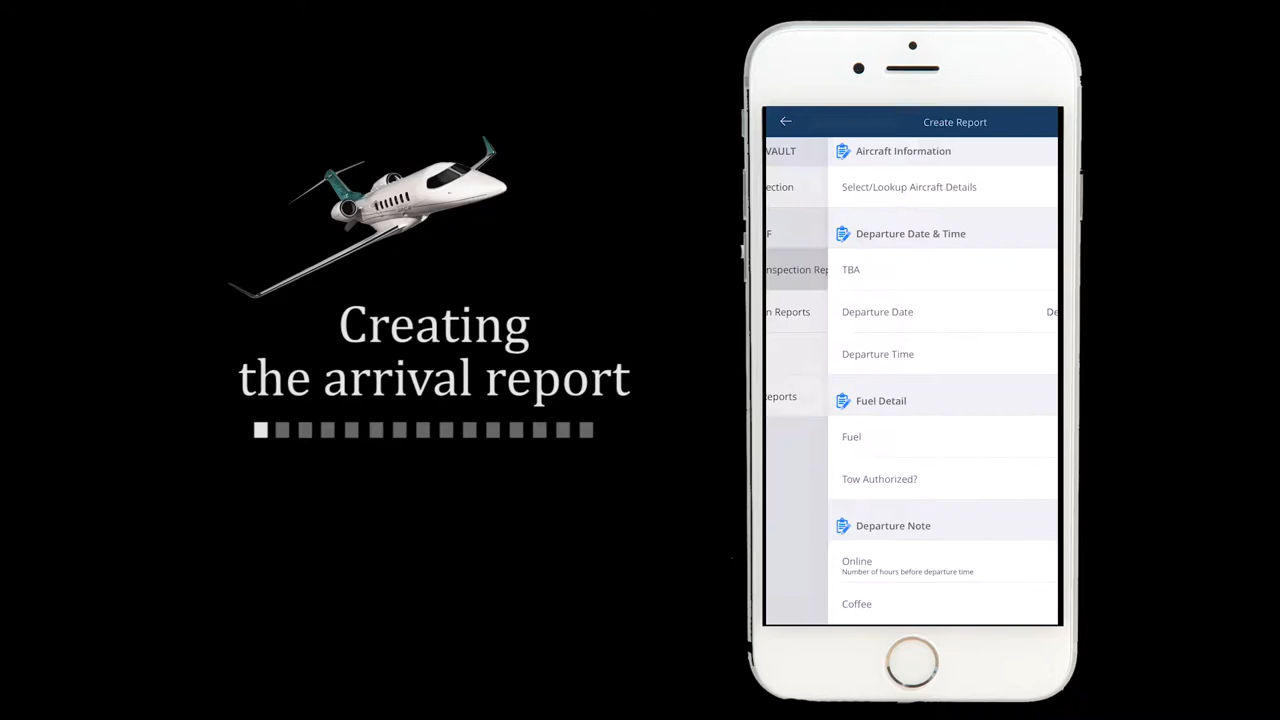 Creating
the arrival report
Create Report
VAULT
ection
F
nspection Rep
n Reports
eports
Aircraft Information
Select/Lookup Aircraft Details
Departure Date & Time
TBA
Departure Date
De
Departure Time
Fuel Detail
Fuel
Tow Authorized?
Departure Note
Online
Number of hours before departure time
Coffee